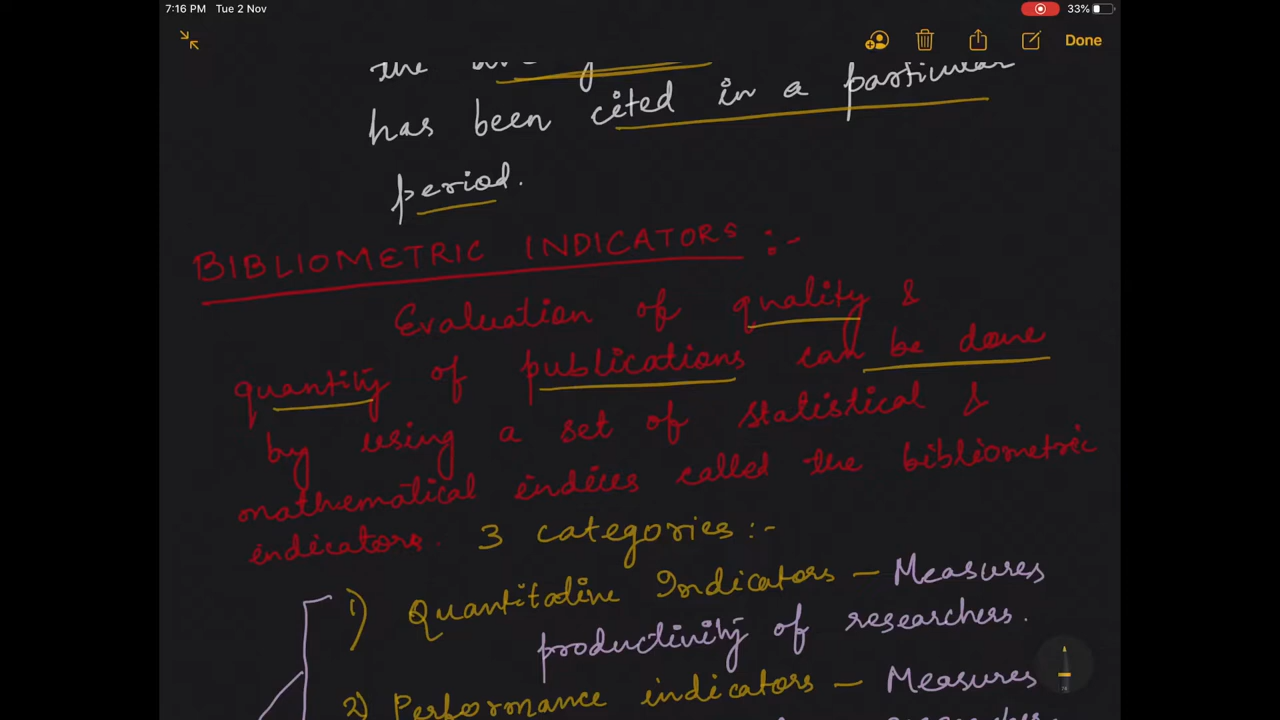 7:16 PM Tue 2 Nov
33%
Done
the
has been cited in a particular
period.
BIBLIOMETRIC INDICATORS :-
Evaluation of quality &
quantity of publications can be done
by using a set of statistical &
mathematical indices called the bibliometric
indicators. 3 categories :-
1) Quantitative Indicators — Measures
productivity of researchers.
2) Performance indicators — Measures